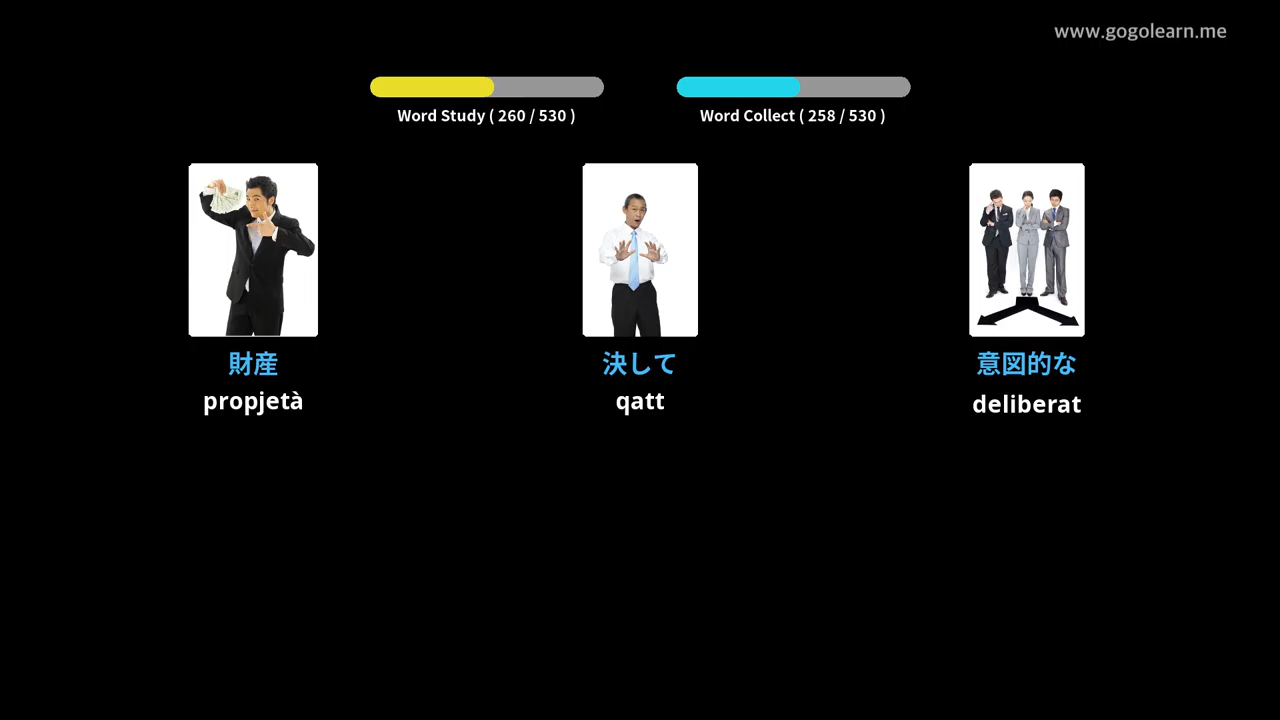 www.gogolearn.me
Word Study ( 260 / 530 )
Word Collect ( 258 / 530 )
財産
propjetà
決して
qatt
意図的な
deliberat